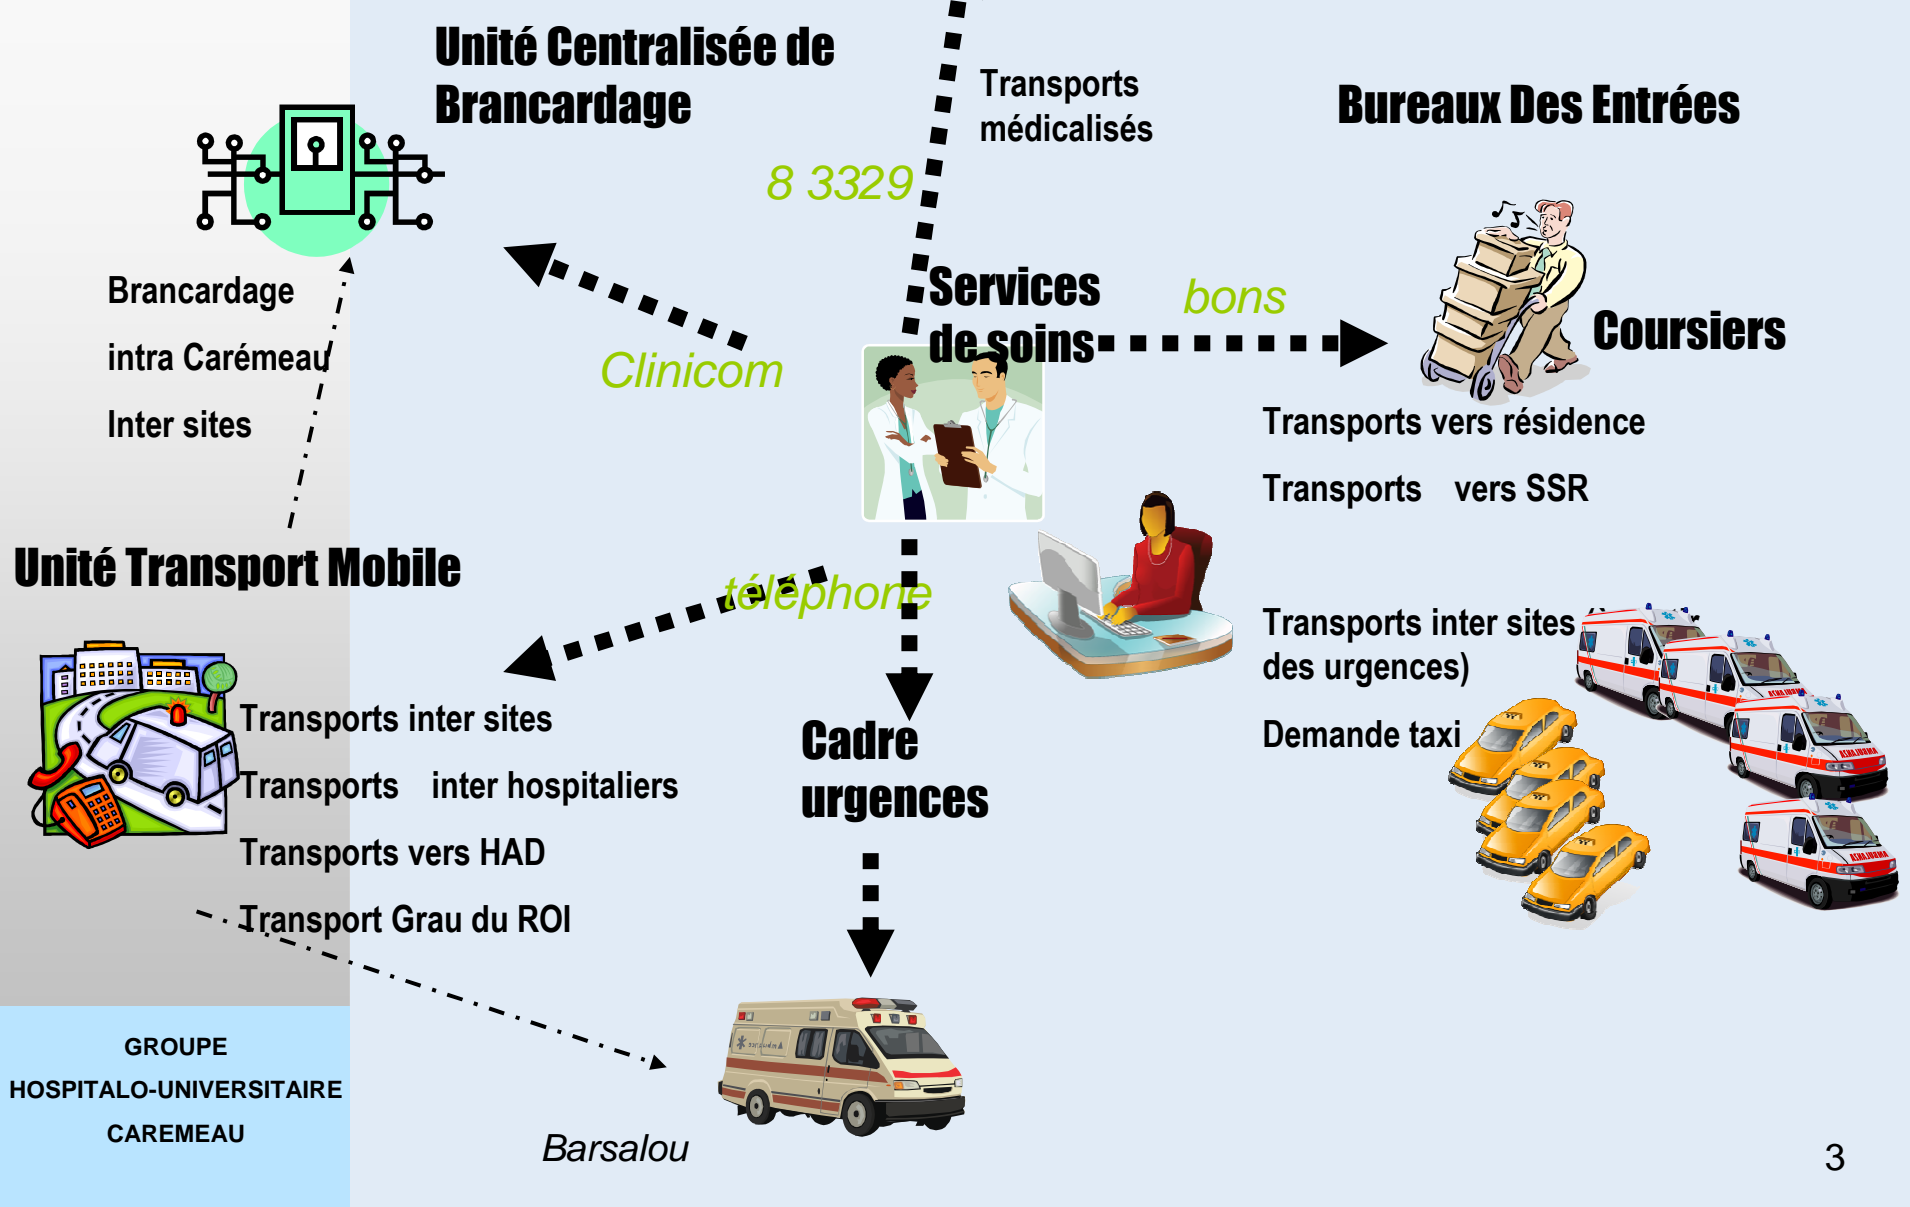 Unité Centralisée de
Brancardage
Transports
médicalisés
Bureaux Des Entrées
8 3329
Services
de soins
bons
Coursiers
Clinicom
Brancardage
intra Carémeau
Inter sites
Transports vers résidence
Transports vers SSR
Unité Transport Mobile
téléphone
Transports inter sites
des urgences)
Demande taxi
Transports inter sites
Transports inter hospitaliers
Transports vers HAD
Transport Grau du ROI
Cadre
urgences
GROUPE
HOSPITALO-UNIVERSITAIRE
CAREMEAU
Barsalou
3